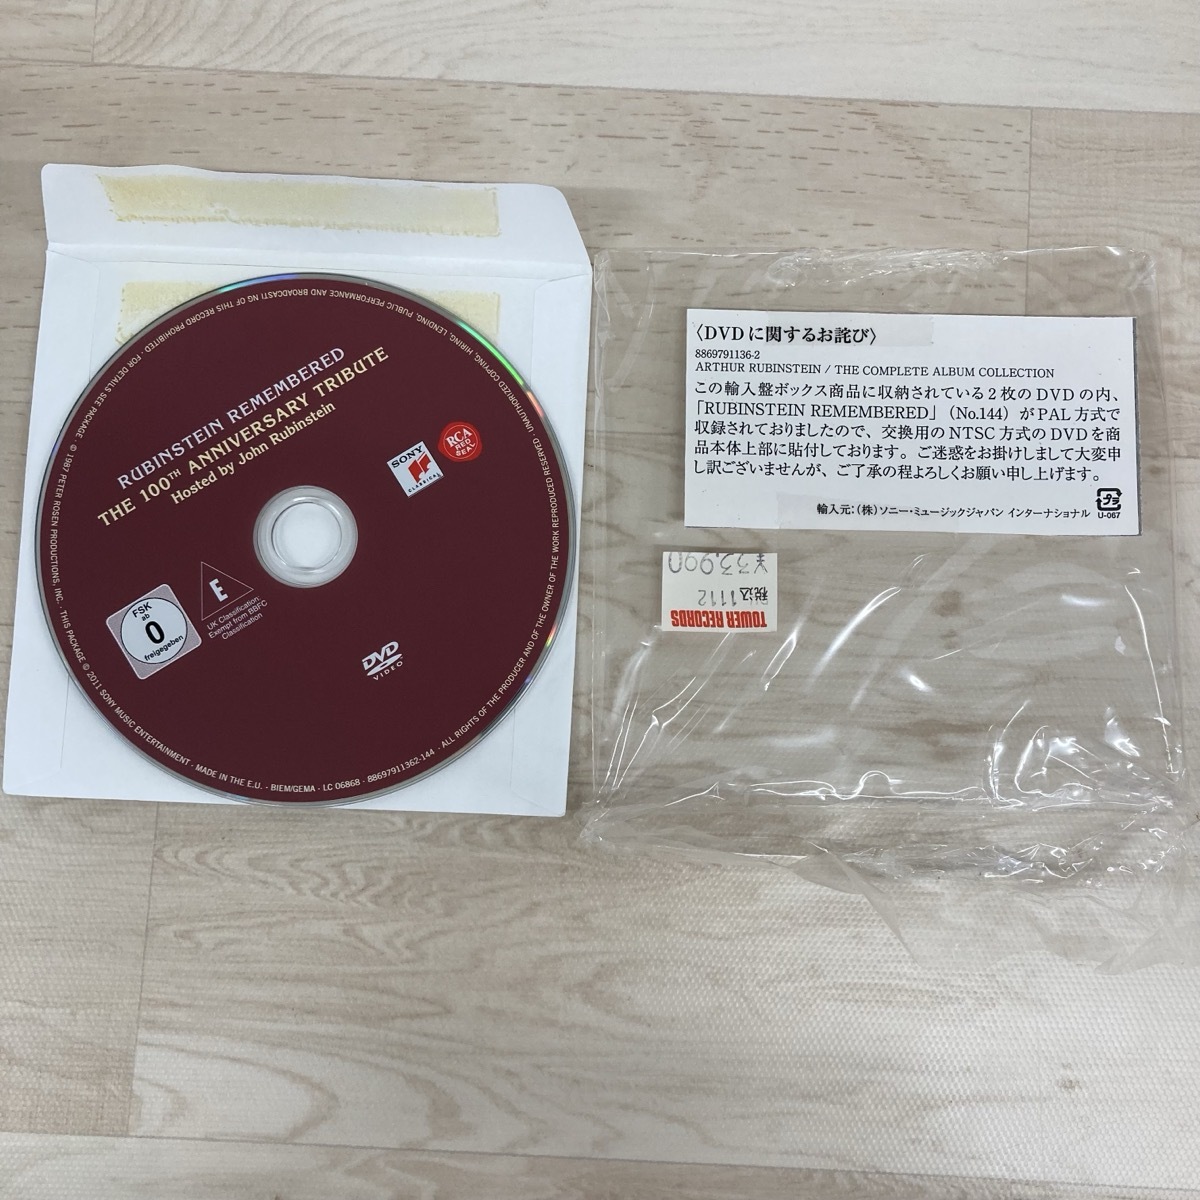 RUBINSTEIN REMEMBERED
THE 100TH ANNIVERSARY TRIBUTE
Hosted by John Rubinstein
SONY
CLASSICAL
RCA
RED
SEAL
FSK
ab
0
freigegeben
E
UK Classification:
Exempt from BBFC
Classification
DVD
VIDEO
℗ 1987 PETER ROSEN PRODUCTIONS, INC. · THIS PACKAGE © 2011 SONY MUSIC ENTERTAINMENT · MADE IN THE E.U. · BIEM/GEMA · LC 06868 · 88697911362-144 · ALL RIGHTS OF THE PRODUCER AND OF THE OWNER OF THE WORK REPRODUCED RESERVED · UNAUTHORIZED COPYING, HIRING, LENDING, PUBLIC PERFORMANCE AND BROADCASTING OF THIS RECORD PROHIBITED · FOR DETAILS SEE PACKAGE ·
〈DVDに関するお詫び〉
8869791136-2
ARTHUR RUBINSTEIN / THE COMPLETE ALBUM COLLECTION
この輸入盤ボックス商品に収納されている2枚のDVDの内、
「RUBINSTEIN REMEMBERED」(No.144)がPAL方式で
収録されておりましたので、交換用のNTSC方式のDVDを商
品本体上部に貼付しております。ご迷惑をお掛けしまして大変申
し訳ございませんが、ご了承の程よろしくお願い申し上げます。
輸入元:(株)ソニー・ミュージックジャパン インターナショナル
プラ
U-067
¥33,990
税込 1112
TOWER RECORDS